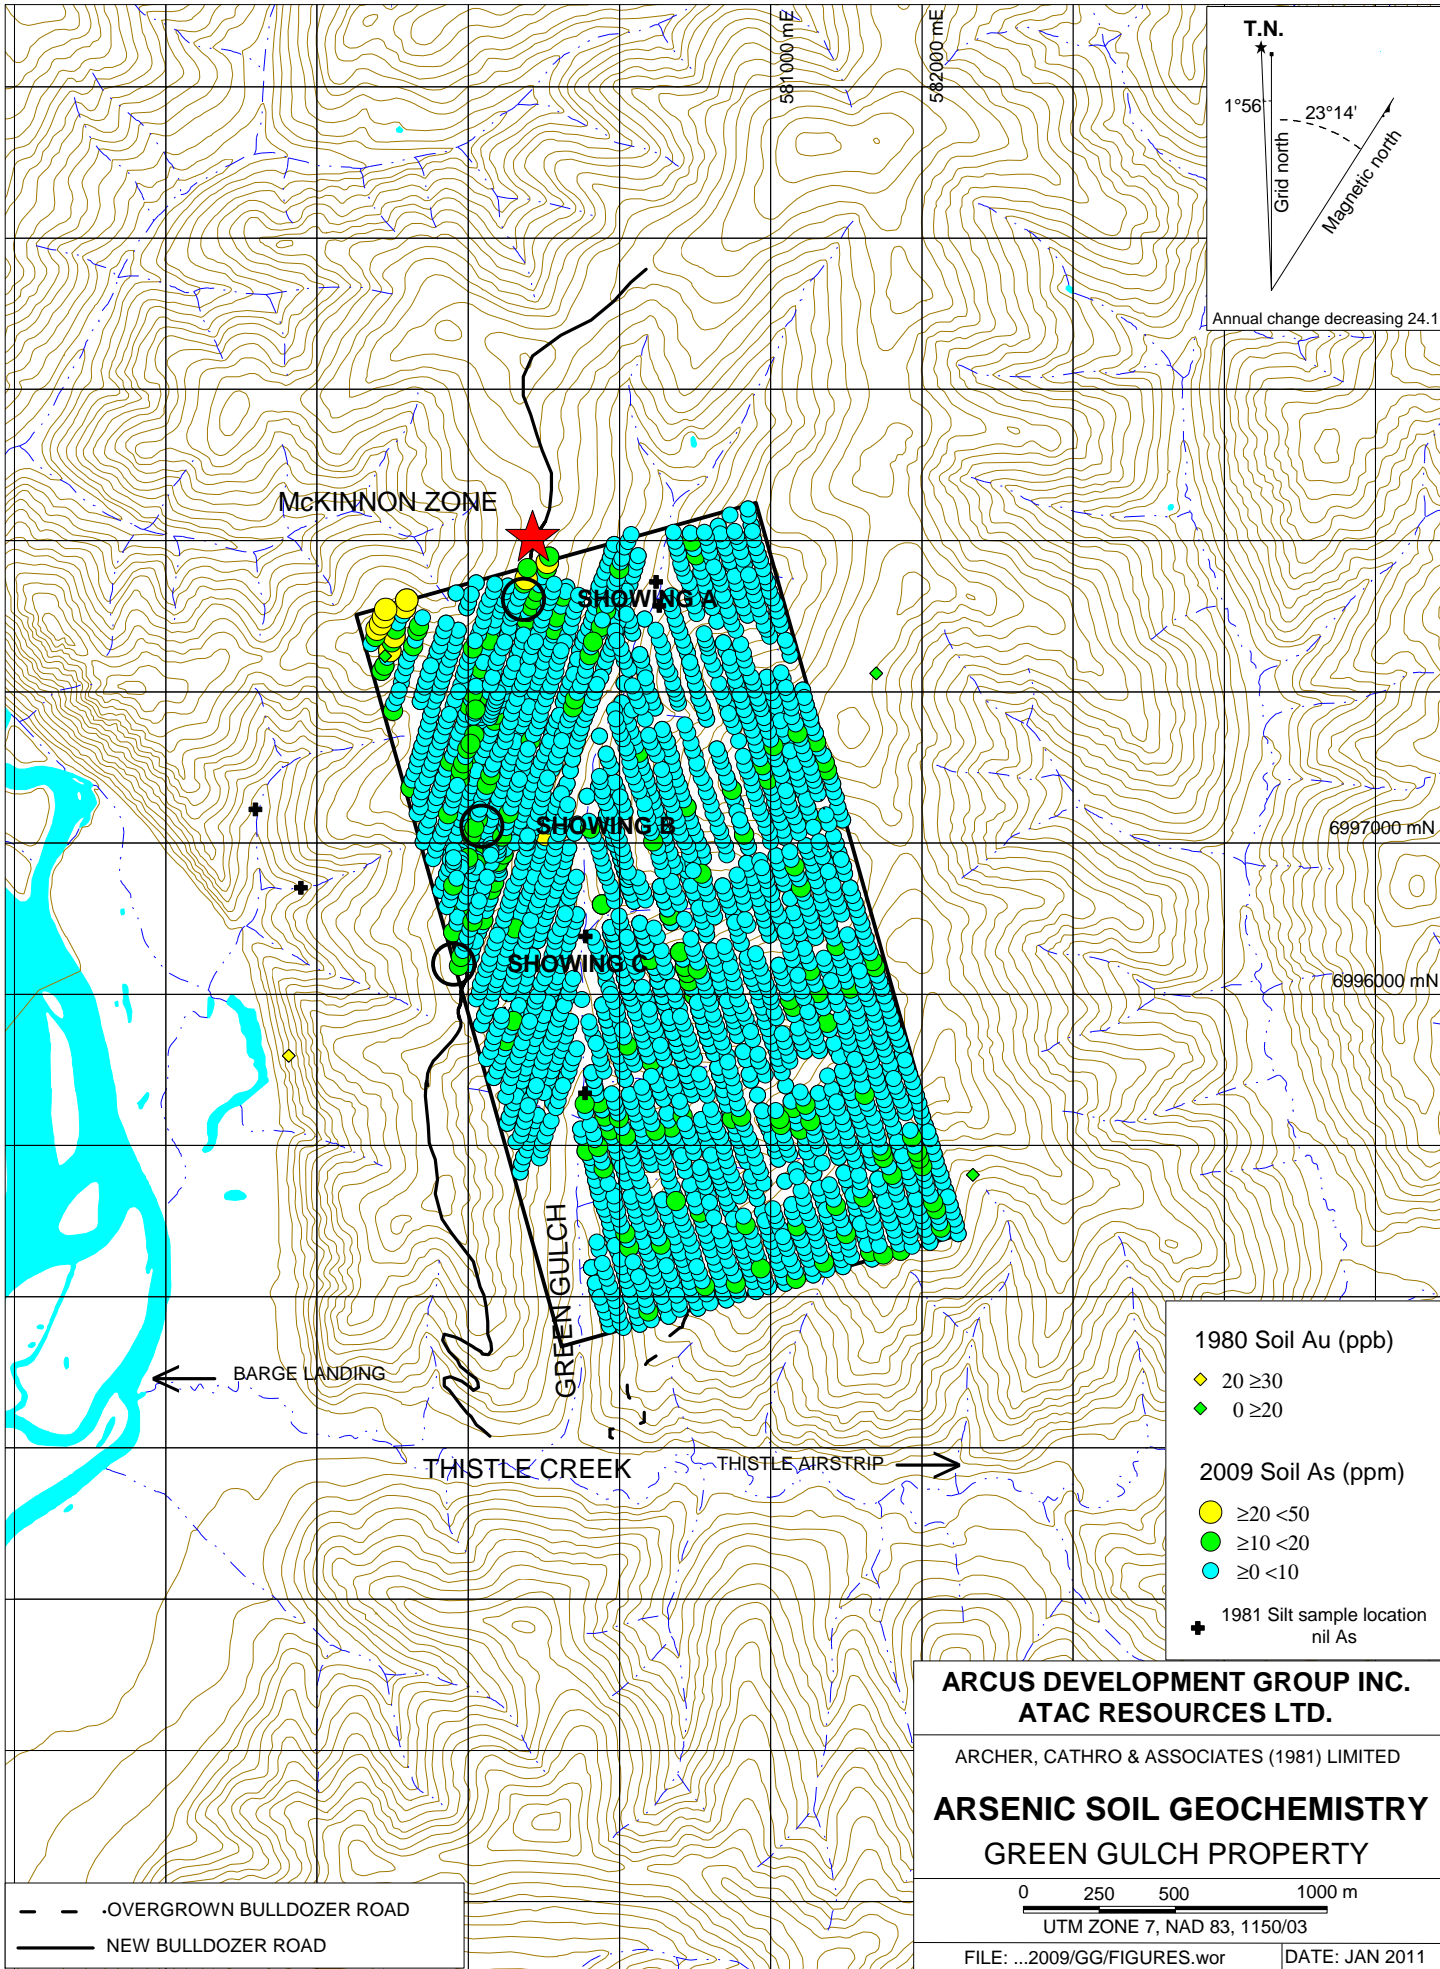 581000 mE
582000 mE
T.N.
1°56'
23°14'
Grid north
Magnetic north
Annual change decreasing 24.1
McKINNON ZONE
SHOWING A
SHOWING B
6997000 mN
SHOWING C
6996000 mN
GREEN GULCH
BARGE LANDING
THISTLE CREEK
THISTLE AIRSTRIP
1980 Soil Au (ppb)
20 ≥30
0 ≥20
2009 Soil As (ppm)
≥20 <50
≥10 <20
≥0 <10
1981 Silt sample location
nil As
ARCUS DEVELOPMENT GROUP INC.
ATAC RESOURCES LTD.
ARCHER, CATHRO & ASSOCIATES (1981) LIMITED
ARSENIC SOIL GEOCHEMISTRY
GREEN GULCH PROPERTY
0 250 500 1000 m
UTM ZONE 7, NAD 83, 1150/03
FILE: ...2009/GG/FIGURES.wor
DATE: JAN 2011
OVERGROWN BULLDOZER ROAD
NEW BULLDOZER ROAD